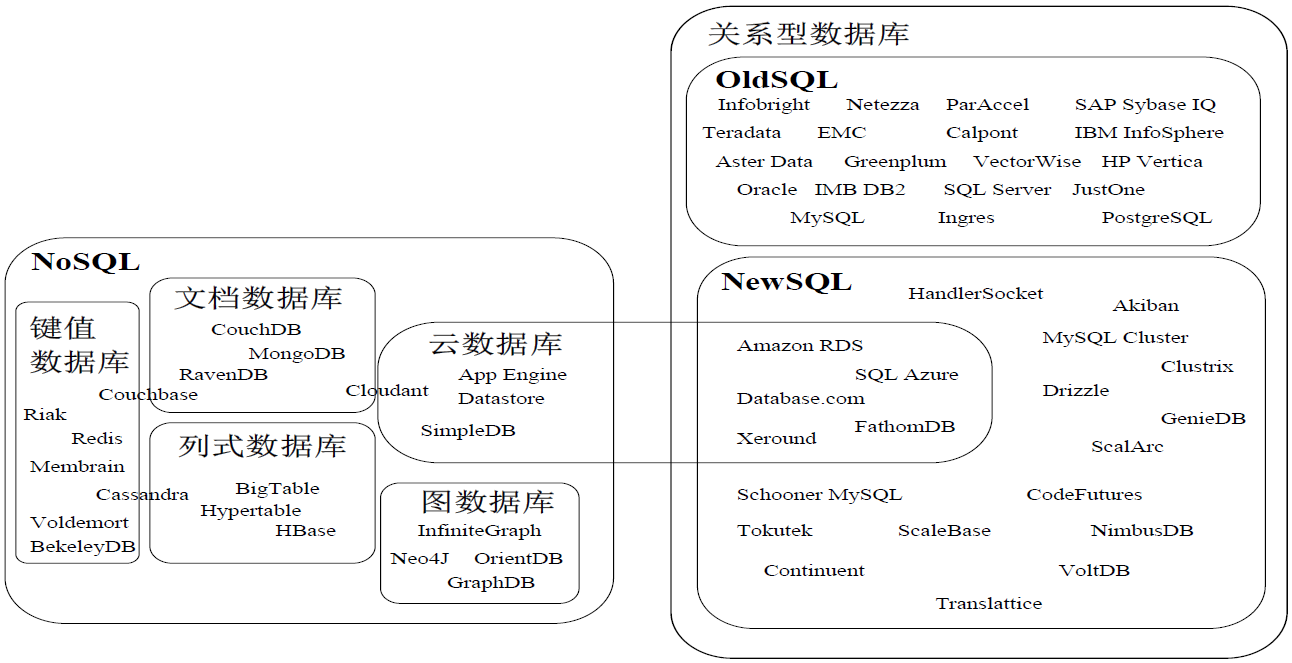 关系型数据库
OldSQL
Infobright Netezza ParAccel SAP Sybase IQ
Teradata EMC Calpont IBM InfoSphere
Aster Data Greenplum VectorWise HP Vertica
Oracle IMB DB2 SQL Server JustOne
MySQL Ingres PostgreSQL
NewSQL
HandlerSocket
Akiban
MySQL Cluster
Clustrix
Drizzle
GenieDB
ScalArc
Schooner MySQL CodeFutures
Tokutek ScaleBase NimbusDB
Continuent VoltDB
Translattice
Amazon RDS
SQL Azure
Database.com
FathomDB
Xeround
NoSQL
键值
数据库
Couchbase
Riak
Redis
Membrain
Cassandra
Voldemort
BekeleyDB
文档数据库
CouchDB
MongoDB
RavenDB
Cloudant
列式数据库
BigTable
Hypertable
HBase
云数据库
App Engine
Datastore
SimpleDB
图数据库
InfiniteGraph
Neo4J OrientDB
GraphDB